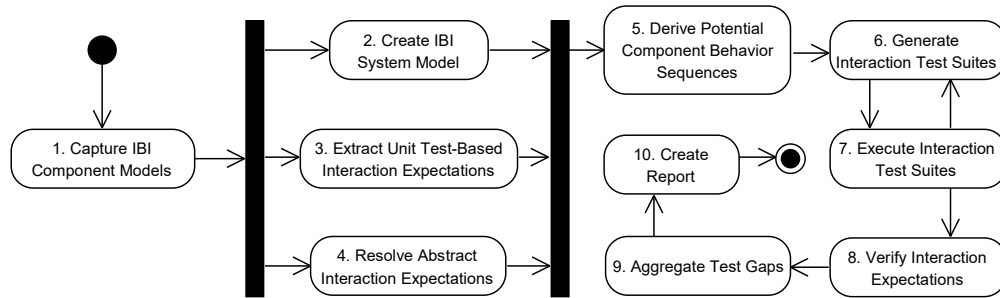 1. Capture IBI
Component Models
2. Create IBI
System Model
3. Extract Unit Test-Based
Interaction Expectations
4. Resolve Abstract
Interaction Expectations
5. Derive Potential
Component Behavior
Sequences
6. Generate
Interaction Test Suites
7. Execute Interaction
Test Suites
8. Verify Interaction
Expectations
9. Aggregate Test Gaps
10. Create
Report